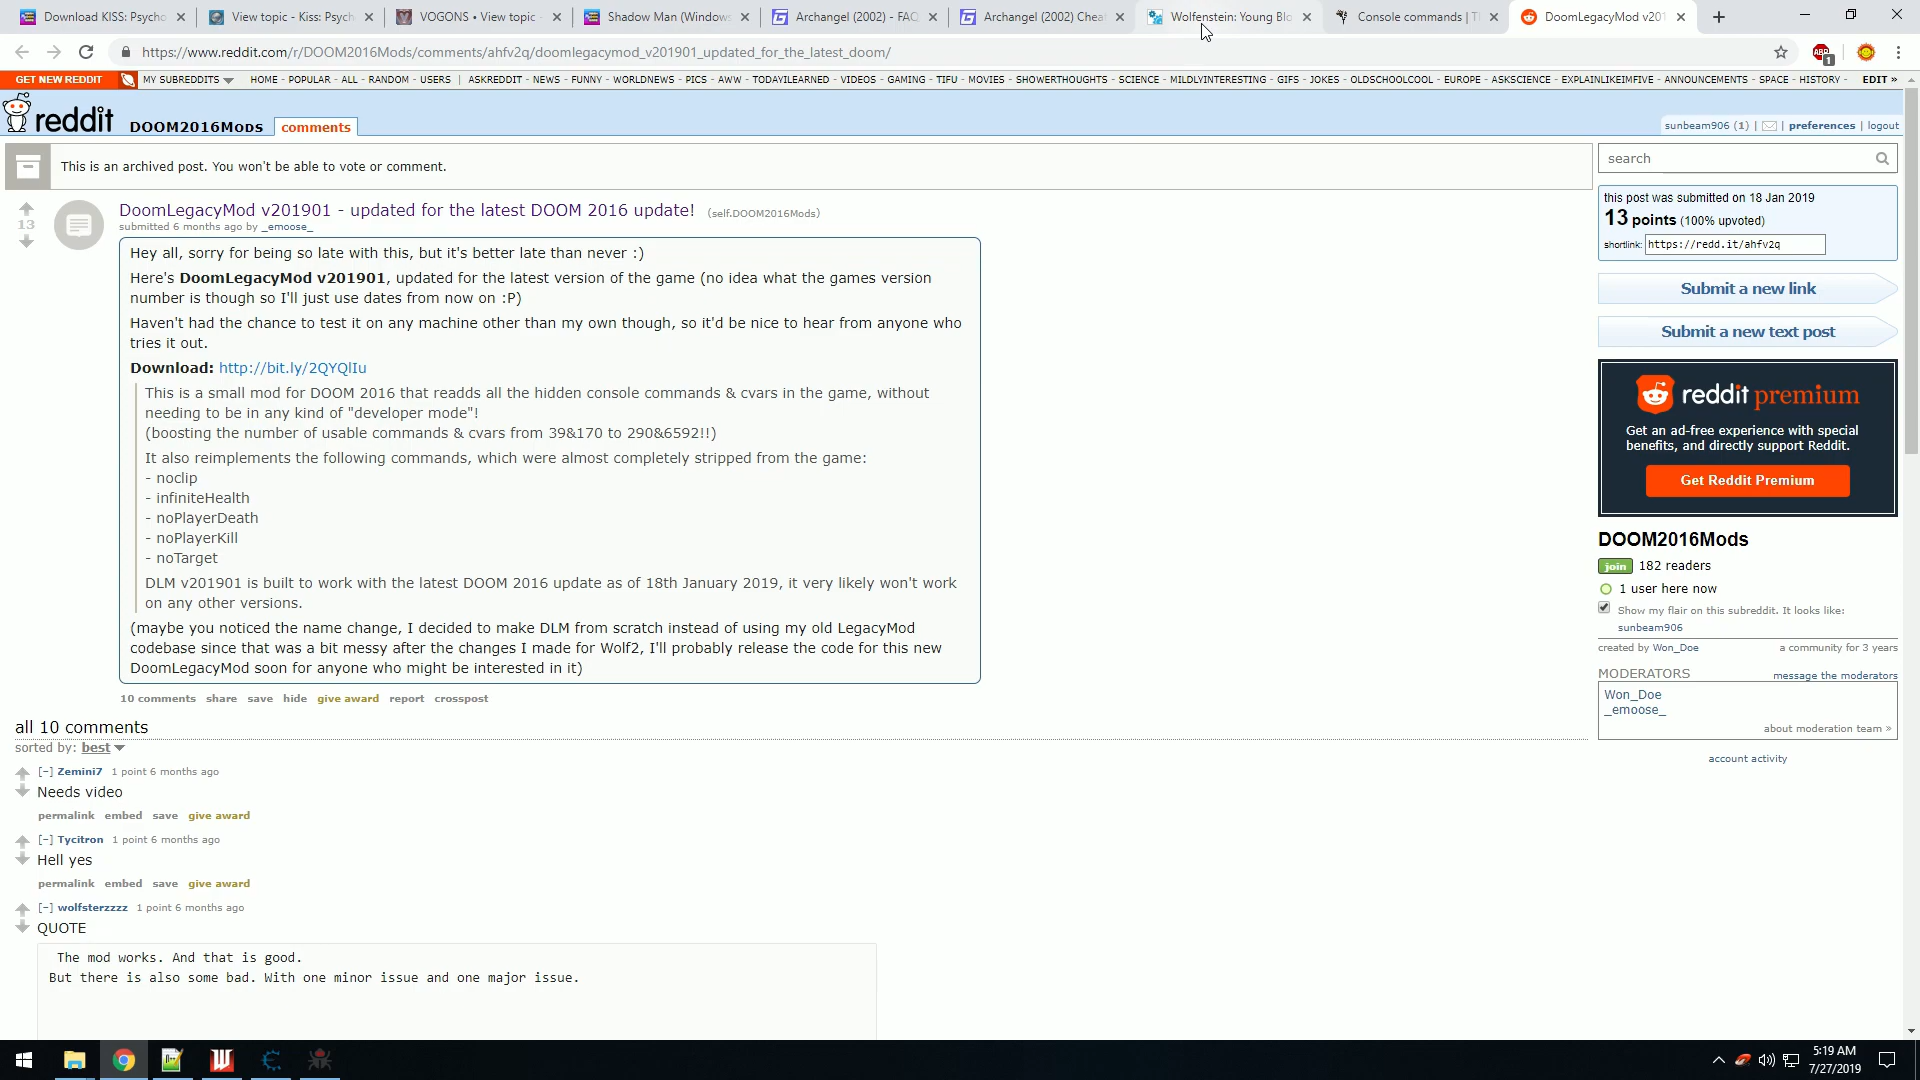 Download KISS: Psycho
View topic - Kiss: Psych
VOGONS • View topic
Shadow Man (Windows
Archangel (2002) - FAQ
Archangel (2002) Cheat
Wolfenstein: Young Blo
Console commands | Th
DoomLegacyMod v201
https://www.reddit.com/r/DOOM2016Mods/comments/ahfv2q/doomlegacymod_v201901_updated_for_the_latest_doom/
ABP 1
GET NEW REDDIT MY SUBREDDITS HOME - POPULAR - ALL - RANDOM - USERS | ASKREDDIT - NEWS - FUNNY - WORLDNEWS - PICS - AWW - TODAYILEARNED - VIDEOS - GAMING - TIFU - MOVIES - SHOWERTHOUGHTS - SCIENCE - MILDLYINTERESTING - GIFS - JOKES - OLDSCHOOLCOOL - EUROPE - ASKSCIENCE - EXPLAINLIKEIMFIVE - ANNOUNCEMENTS - SPACE - HISTORY - EDIT »
reddit DOOM2016MODS comments
sunbeam906 (1) | | preferences | logout
This is an archived post. You won't be able to vote or comment.
search
this post was submitted on 18 Jan 2019
13 points (100% upvoted)
shortlink: https://redd.it/ahfv2q
13
DoomLegacyMod v201901 - updated for the latest DOOM 2016 update! (self.DOOM2016Mods)
submitted 6 months ago by _emoose_
Hey all, sorry for being so late with this, but it's better late than never :)
Here's DoomLegacyMod v201901, updated for the latest version of the game (no idea what the games version
number is though so I'll just use dates from now on :P)
Haven't had the chance to test it on any machine other than my own though, so it'd be nice to hear from anyone who
tries it out.
Download: http://bit.ly/2QYQlIu
This is a small mod for DOOM 2016 that readds all the hidden console commands & cvars in the game, without
needing to be in any kind of "developer mode"!
(boosting the number of usable commands & cvars from 39&170 to 290&6592!!)
It also reimplements the following commands, which were almost completely stripped from the game:
- noclip
- infiniteHealth
- noPlayerDeath
- noPlayerKill
- noTarget
DLM v201901 is built to work with the latest DOOM 2016 update as of 18th January 2019, it very likely won't work
on any other versions.
(maybe you noticed the name change, I decided to make DLM from scratch instead of using my old LegacyMod
codebase since that was a bit messy after the changes I made for Wolf2, I'll probably release the code for this new
DoomLegacyMod soon for anyone who might be interested in it)
10 comments share save hide give award report crosspost
Submit a new link
Submit a new text post
reddit premium
Get an ad-free experience with special
benefits, and directly support Reddit.
Get Reddit Premium
DOOM2016Mods
join 182 readers
1 user here now
Show my flair on this subreddit. It looks like:
sunbeam906
created by Won_Doe a community for 3 years
MODERATORS message the moderators
Won_Doe
_emoose_
about moderation team »
account activity
all 10 comments
sorted by: best
[–] Zemini7 1 point 6 months ago
Needs video
permalink embed save give award
[–] Tycitron 1 point 6 months ago
Hell yes
permalink embed save give award
[–] wolfsterzzzz 1 point 6 months ago
QUOTE
The mod works. And that is good.
But there is also some bad. With one minor issue and one major issue.
5:19 AM
7/27/2019